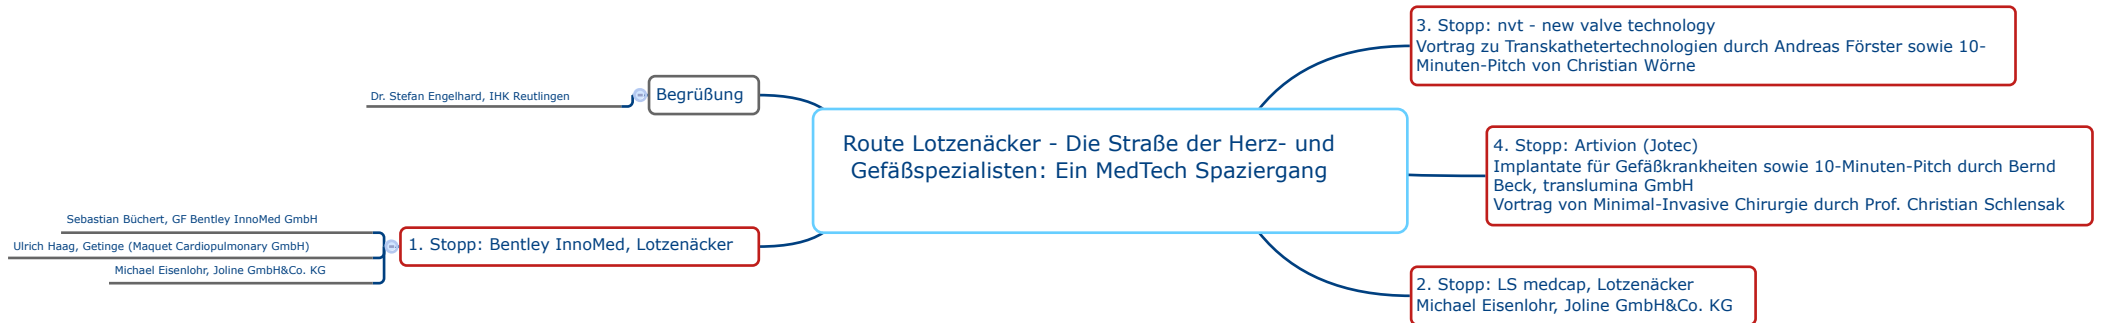 Route Lotzenäcker - Die Straße der Herz- und
Gefäßspezialisten: Ein MedTech Spaziergang
Begrüßung
Dr. Stefan Engelhard, IHK Reutlingen
1. Stopp: Bentley InnoMed, Lotzenäcker
Sebastian Büchert, GF Bentley InnoMed GmbH
Ulrich Haag, Getinge (Maquet Cardiopulmonary GmbH)
Michael Eisenlohr, Joline GmbH&Co. KG
2. Stopp: LS medcap, Lotzenäcker
Michael Eisenlohr, Joline GmbH&Co. KG
3. Stopp: nvt - new valve technology
Vortrag zu Transkathetertechnologien durch Andreas Förster sowie 10-
Minuten-Pitch von Christian Wörne
4. Stopp: Artivion (Jotec)
Implantate für Gefäßkrankheiten sowie 10-Minuten-Pitch durch Bernd
Beck, translumina GmbH
Vortrag von Minimal-Invasive Chirurgie durch Prof. Christian Schlensak